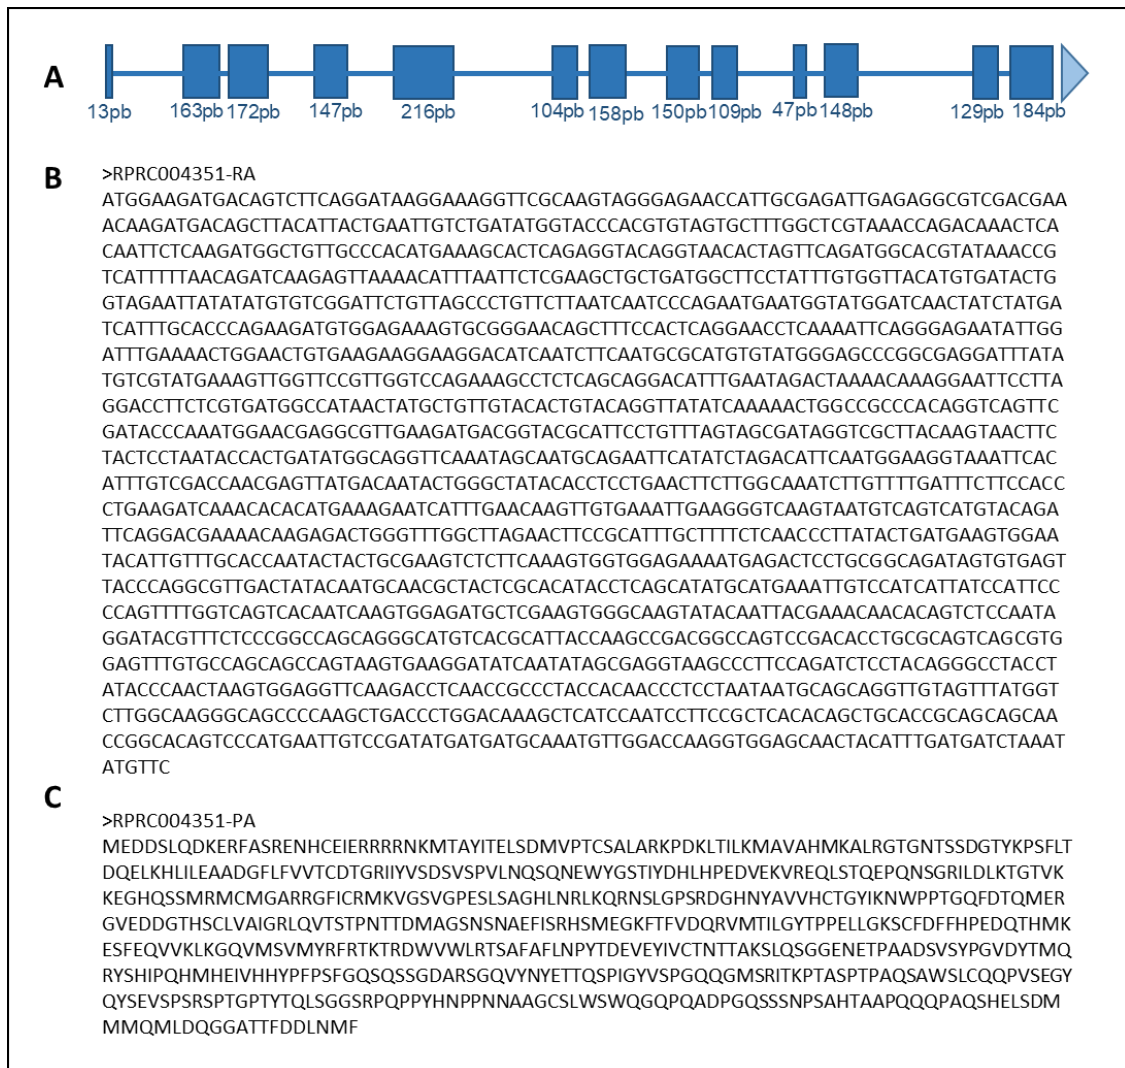 A
13pb 163pb 172pb 147pb 216pb 104pb 158pb 150pb 109pb 47pb 148pb 129pb 184pb
B
>RPRC004351-RA
ATGGAAGATGACAGTCTTCAGGATAAGGAAAGGTTCGCAAGTAGGGAGAACCATTGCGAGATTGAGAGGCGTCGACGAA
ACAAGATGACAGCTTACATTACTGAATTGTCTGATATGGTACCCACGTGTAGTGCTTTGGCTCGTAAACCAGACAAACTCA
CAATTCTCAAGATGGCTGTTGCCCACATGAAAGCACTCAGAGGTACAGGTAACACTAGTTCAGATGGCACGTATAAACCG
TCATTTTTAACAGATCAAGAGTTAAAACATTTAATTCTCGAAGCTGCTGATGGCTTCCTATTTGTGGTTACATGTGATACTG
GTAGAATTATATATGTGTCGGATTCTGTTAGCCCTGTTCTTAATCAATCCCAGAATGAATGGTATGGATCAACTATCTATGA
TCATTTGCACCCAGAAGATGTGGAGAAAGTGCGGGAACAGCTTTCCACTCAGGAACCTCAAAATTCAGGGAGAATATTGG
ATTTGAAAACTGGAACTGTGAAGAAGGAAGGACATCAATCTTCAATGCGCATGTGTATGGGAGCCCGGCGAGGATTTATA
TGTCGTATGAAAGTTGGTTCCGTTGGTCCAGAAAGCCTCTCAGCAGGACATTTGAATAGACTAAAACAAAGGAATTCCTTA
GGACCTTCTCGTGATGGCCATAACTATGCTGTTGTACACTGTACAGGTTATATCAAAAACTGGCCGCCCACAGGTCAGTTC
GATACCCAAATGGAACGAGGCGTTGAAGATGACGGTACGCATTCCTGTTTAGTAGCGATAGGTCGCTTACAAGTAACTTC
TACTCCTAATACCACTGATATGGCAGGTTCAAATAGCAATGCAGAATTCATATCTAGACATTCAATGGAAGGTAAATTCAC
ATTTGTCGACCAACGAGTTATGACAATACTGGGCTATACACCTCCTGAACTTCTTGGCAAATCTTGTTTTGATTTCTTCCACC
CTGAAGATCAAACACACATGAAAGAATCATTTGAACAAGTTGTGAAATTGAAGGGTCAAGTAATGTCAGTCATGTACAGA
TTCAGGACGAAAACAAGAGACTGGGTTTGGCTTAGAACTTCCGCATTTGCTTTTCTCAACCCTTATACTGATGAAGTGGAA
TACATTGTTTGCACCAATACTACTGCGAAGTCTCTTCAAAGTGGTGGAGAAAATGAGACTCCTGCGGCAGATAGTGTGAGT
TACCCAGGCGTTGACTATACAATGCAACGCTACTCGCACATACCTCAGCATATGCATGAAATTGTCCATCATTATCCATTCC
CCAGTTTTGGTCAGTCACAATCAAGTGGAGATGCTCGAAGTGGGCAAGTATACAATTACGAAACAACACAGTCTCCAATA
GGATACGTTTCTCCCGGCCAGCAGGGCATGTCACGCATTACCAAGCCGACGGCCAGTCCGACACCTGCGCAGTCAGCGTG
GAGTTTGTGCCAGCAGCCAGTAAGTGAAGGATATCAATATAGCGAGGTAAGCCCTTCCAGATCTCCTACAGGGCCTACCT
ATACCCAACTAAGTGGAGGTTCAAGACCTCAACCGCCCTACCACAACCCTCCTAATAATGCAGCAGGTTGTAGTTTATGGT
CTTGGCAAGGGCAGCCCCAAGCTGACCCTGGACAAAGCTCATCCAATCCTTCCGCTCACACAGCTGCACCGCAGCAGCAA
CCGGCACAGTCCCATGAATTGTCCGATATGATGATGCAAATGTTGGACCAAGGTGGAGCAACTACATTTGATGATCTAAAT
ATGTTC
C
>RPRC004351-PA
MEDDSLQDKERFASRENHCEIERRRRNKMTAYITELSDMVPTCSALARKPDKLTILKMAVAHMKALRGTGNTSSDGTYKPSFLT
DQELKHLILEAADGFLFVVTCDTGRIIYVSDSVSPVLNQSQNEWYGSTIYDHLHPEDVEKVREQLSTQEPQNSGRILDLKTGTVK
KEGHQSSMRMCMGARRGFICRMKVGSVGPESLSAGHLNRLKQRNSLGPSRDGHNYAVVHCTGYIKNWPPTGQFDTQMER
GVEDDGTHSCLVAIGRLQVTSTPNTTDMAGSNSNAEFISRHSMEGKFTFVDQRVMTILGYTPPELLGKSCFDFFHPEDQTHMK
ESFEQVVKLKGQVMSVMYRFRTKTRDWVWLRTSAFAFLNPYTDEVEYIVCTNTTAKSLQSGGENETPAADSVSYPGVDYTMQ
RYSHIPQHMHEIVHHYPFPSFGQSQSSGDARSGQVYNYETTQSPIGYVSPGQQGMSRITKPTASPTPAQSAWSLCQQPVSEGY
QYSEVSPSRSPTGPTYTQLSGGSRPQPPYHNPPNNAAGCSLWSWQGQPQADPGQSSSNPSAHTAAPQQQPAQSHELSDM
MMQMLDQGGATTFDDLNMF